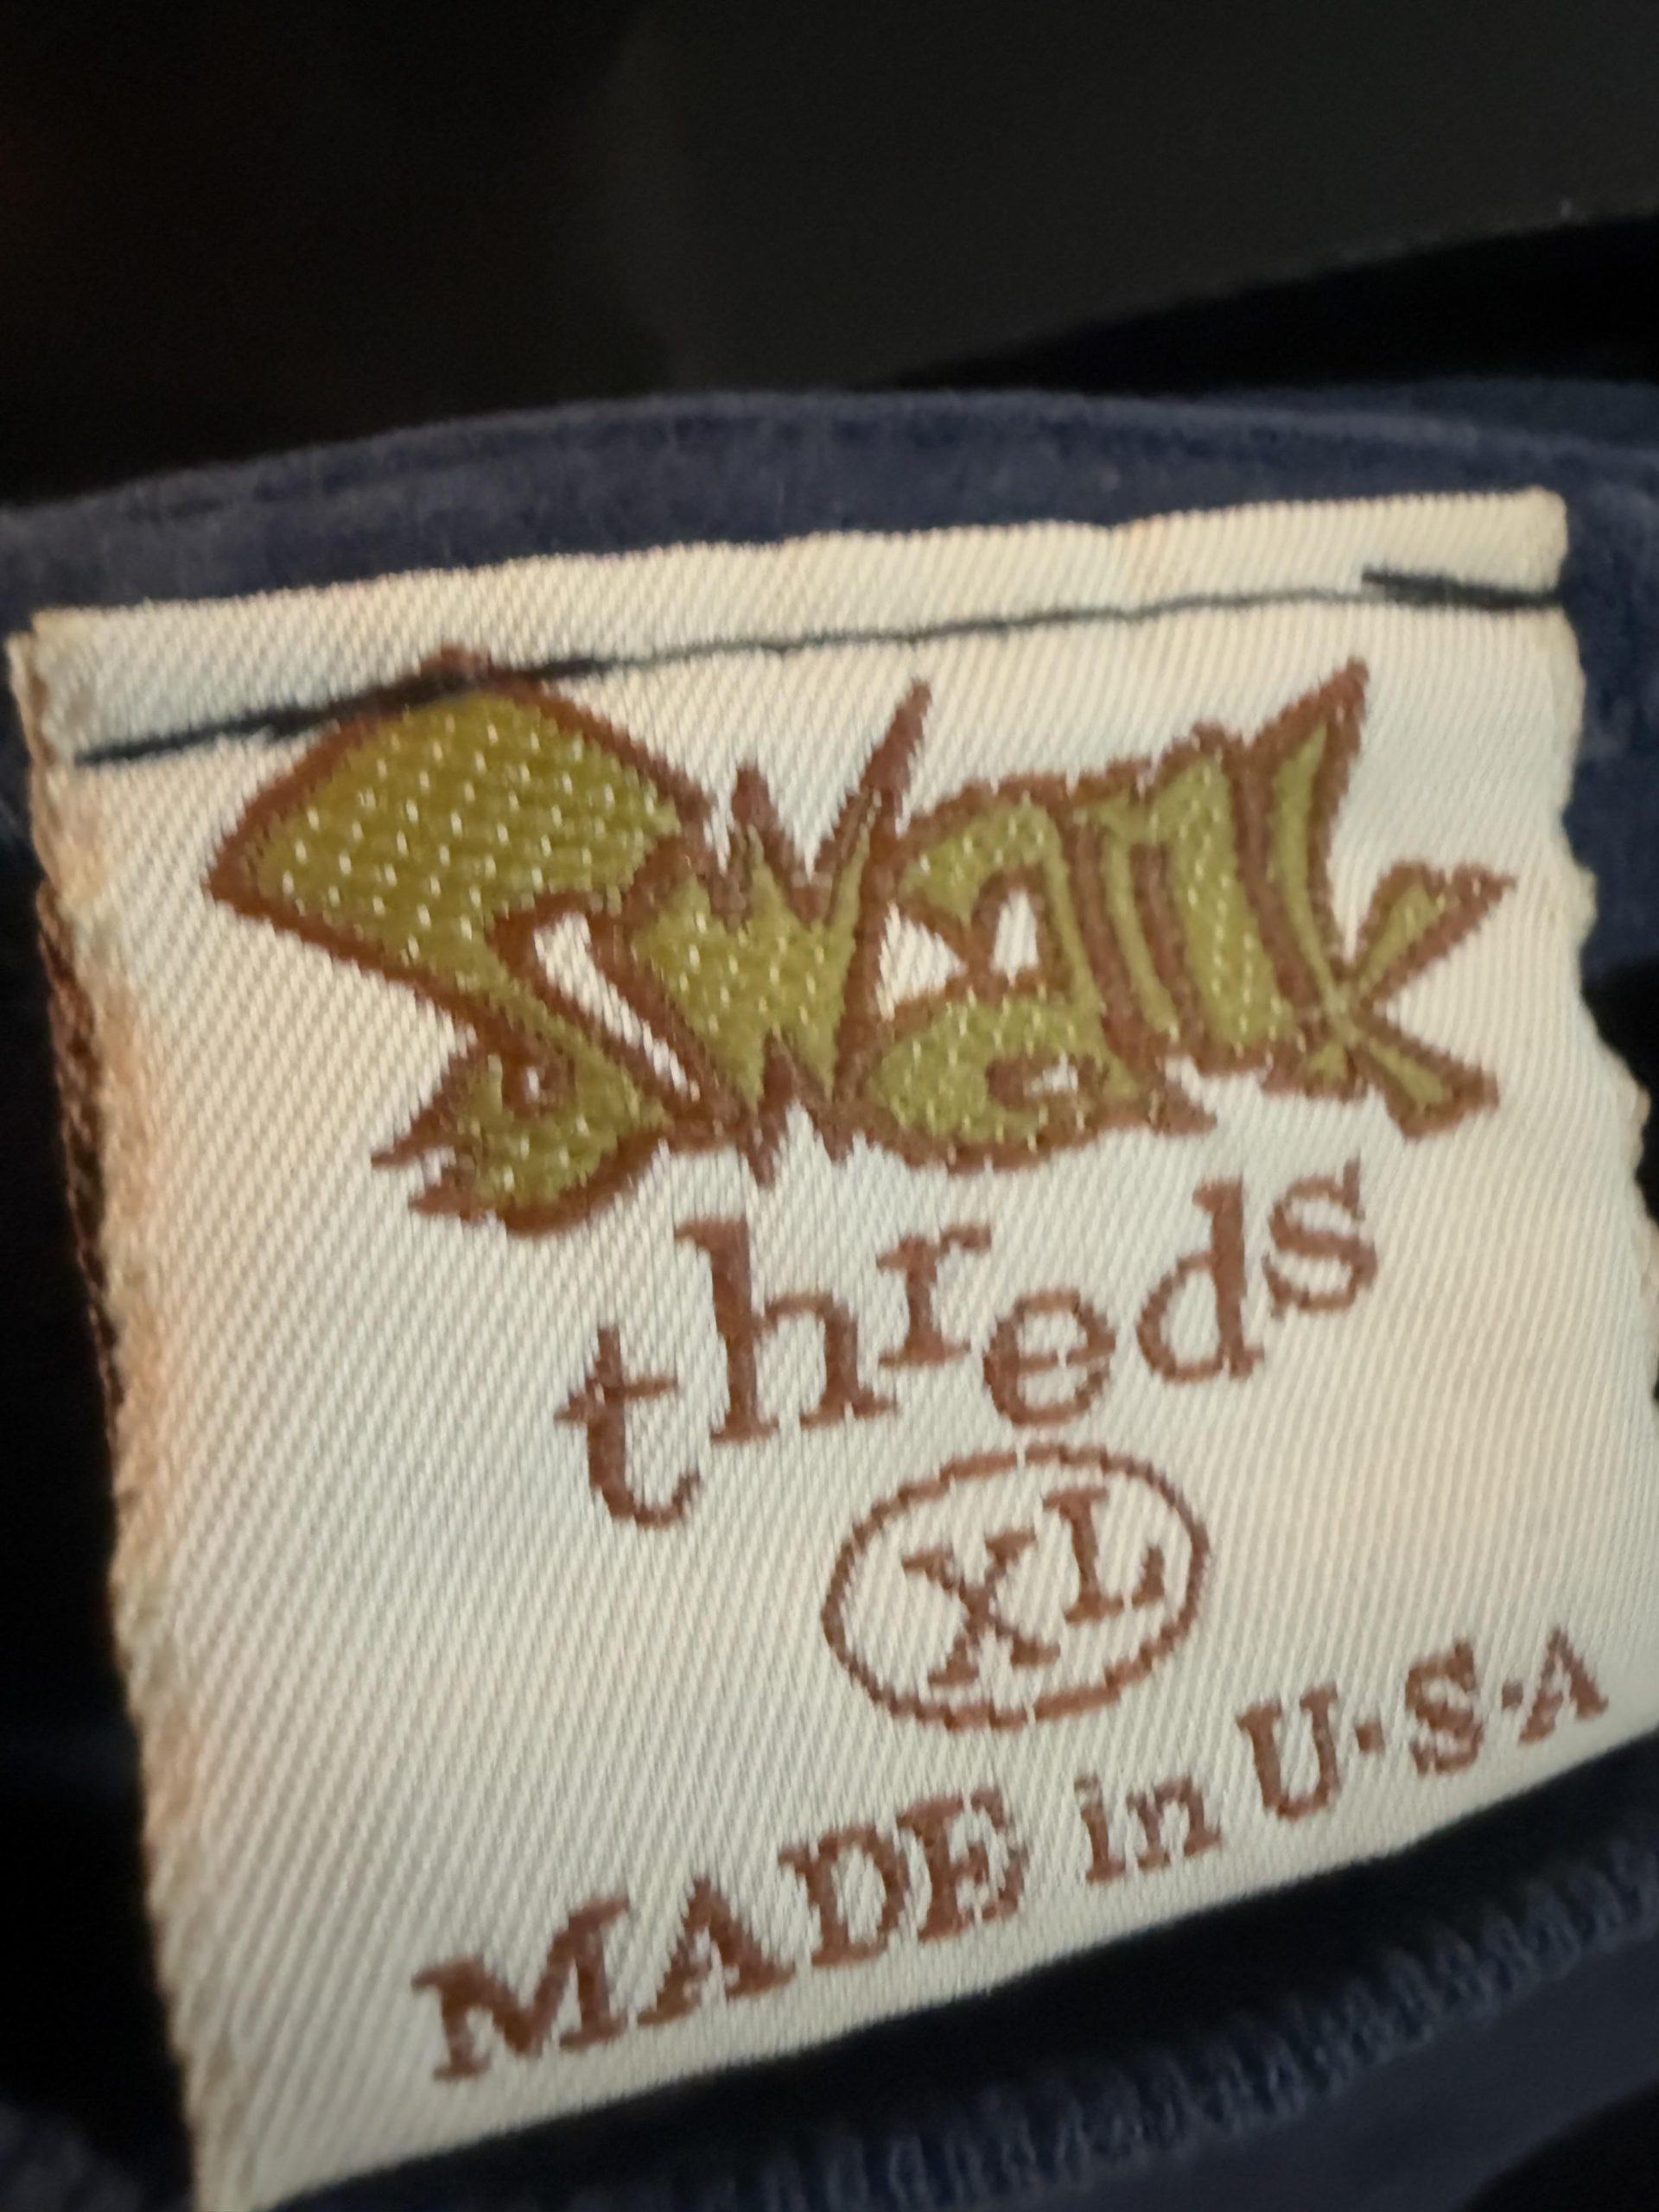 Swank
threds
XL
MADE in U·S·A